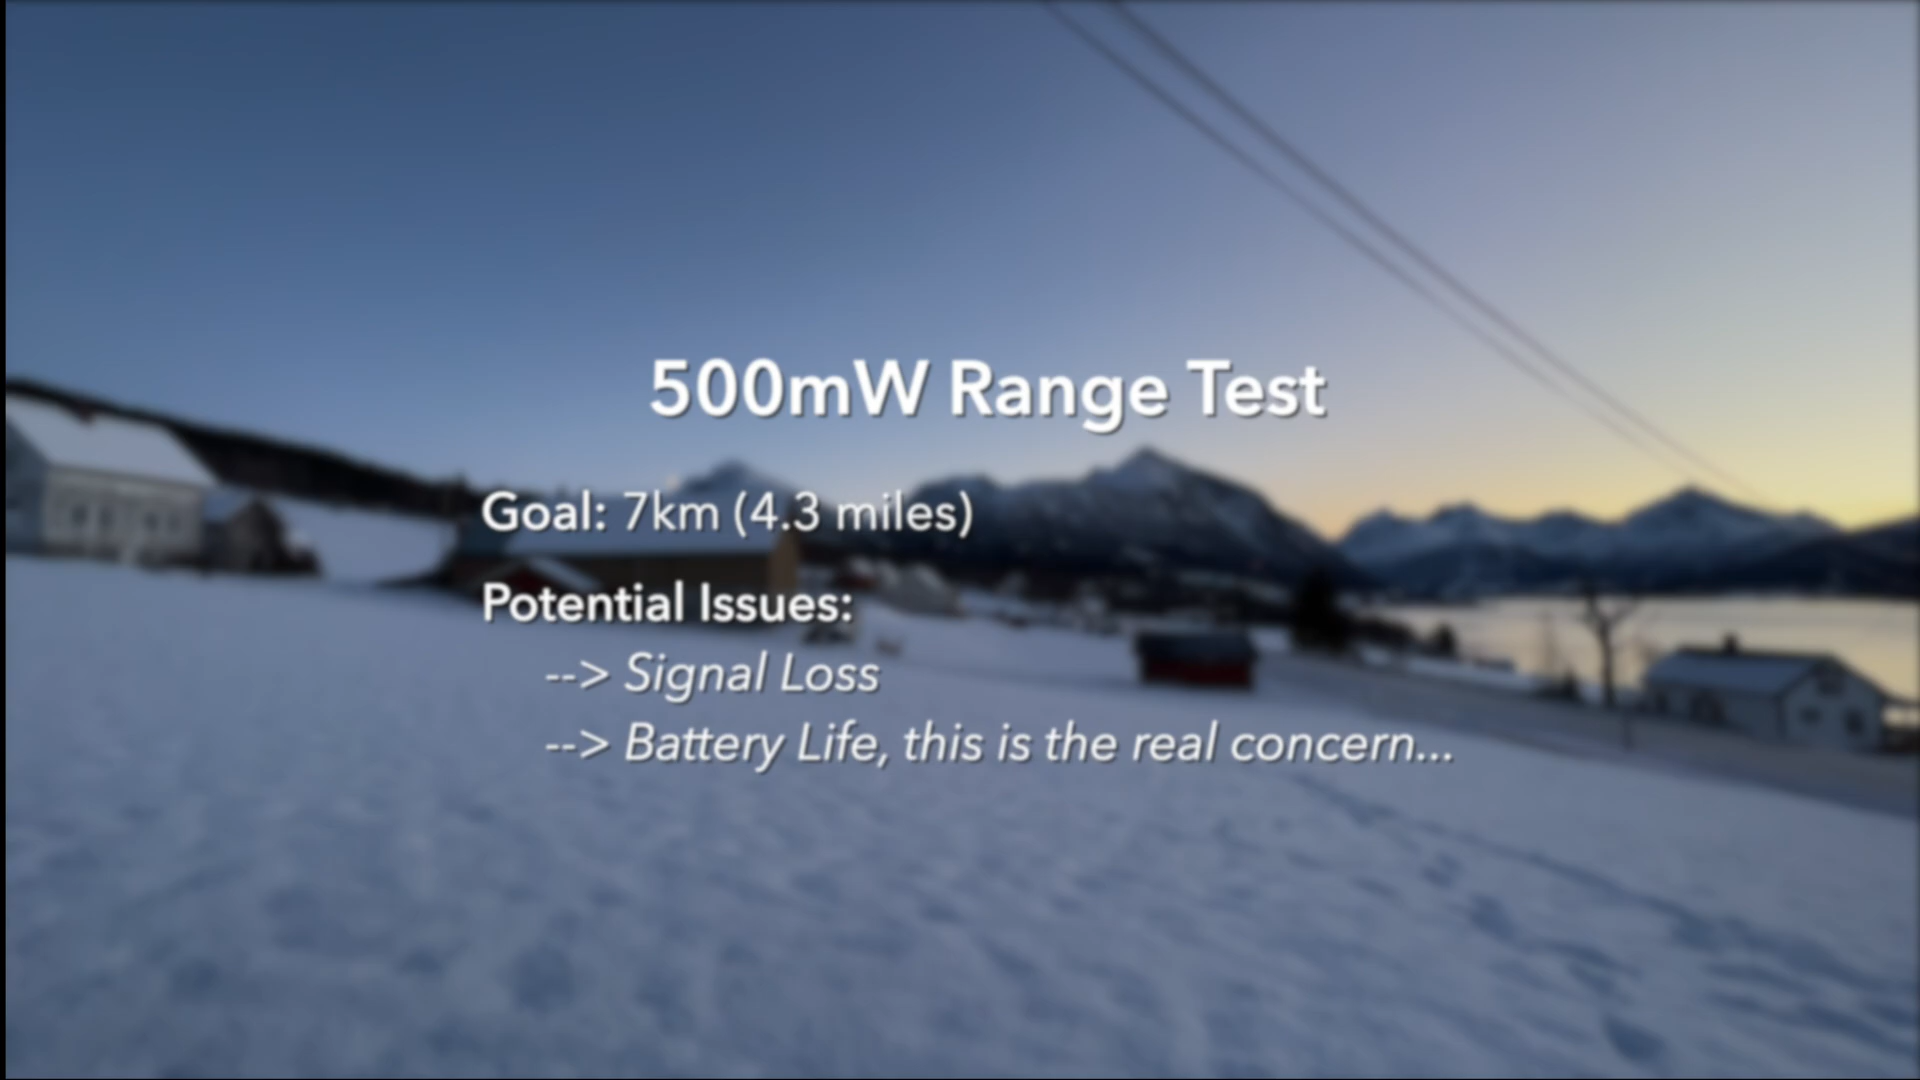 500mW Range Test
Goal: 7km (4.3 miles)
Potential Issues:
--> Signal Loss
--> Battery Life, this is the real concern...